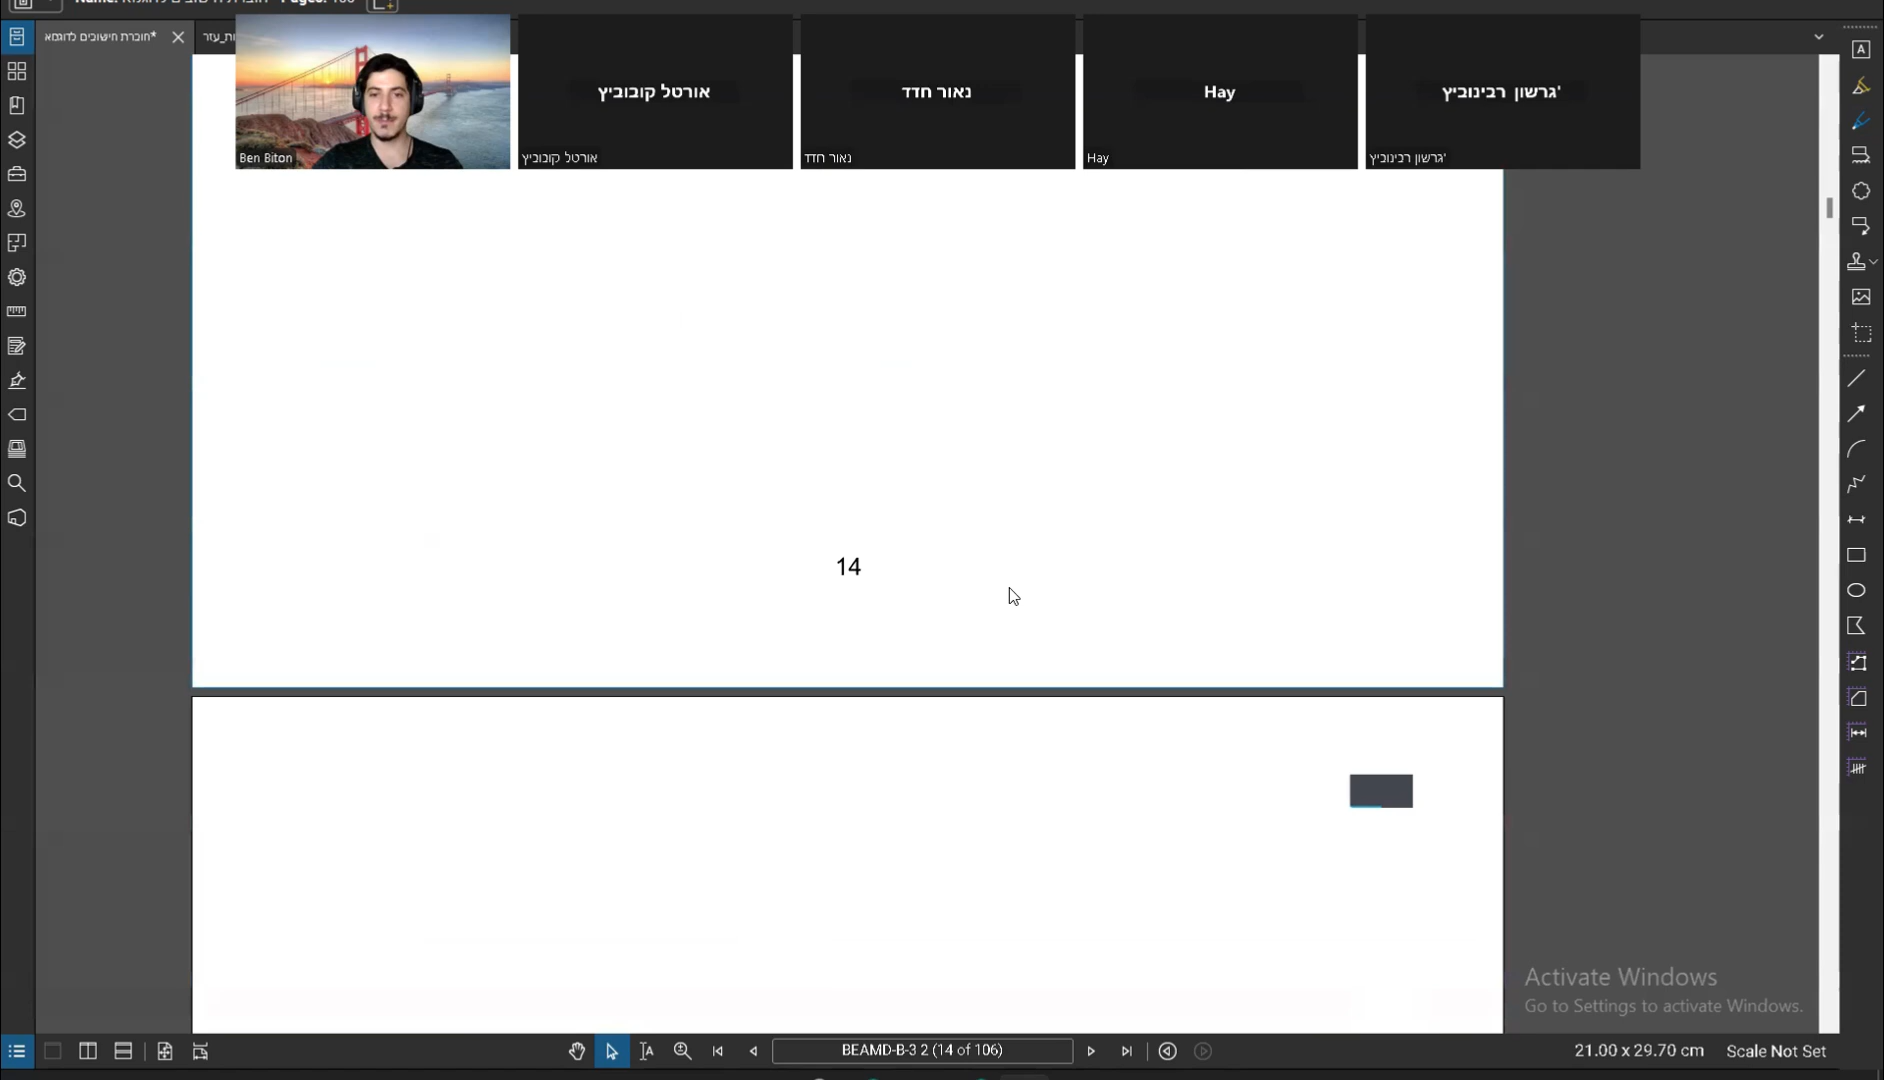 חוברת חישובים לדוגמא*
Ben Biton
אורטל קובוביץ
אורטל קובוביץ
נאור חדד
נאור חדד
Hay
Hay
גרשון רבינוביץ'
גרשון רבינוביץ'
14
Activate Windows
Go to Settings to activate Windows.
BEAMD-B-3 2 (14 of 106)
21.00 x 29.70 cm
Scale Not Set